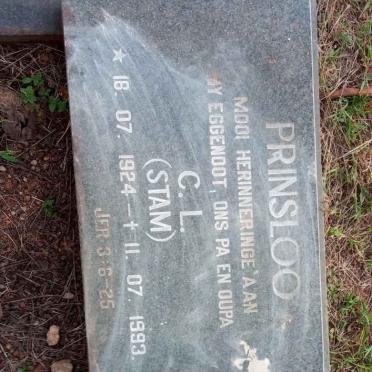 PRINSLOO
MOOI HERINNERINGE AAN
MY EGGENOOT, ONS PA EN OUPA
C. L.
(STAM)
★ 18. 07. 1924 — † 11. 07. 1993
JER 3:6-25